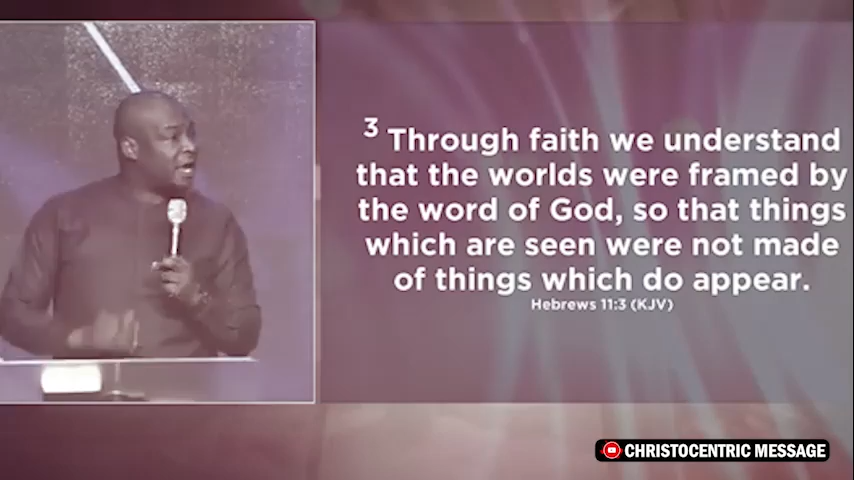 3 Through faith we understand
that the worlds were framed by
the word of God, so that things
which are seen were not made
of things which do appear.
Hebrews 11:3 (KJV)
CHRISTOCENTRIC MESSAGE